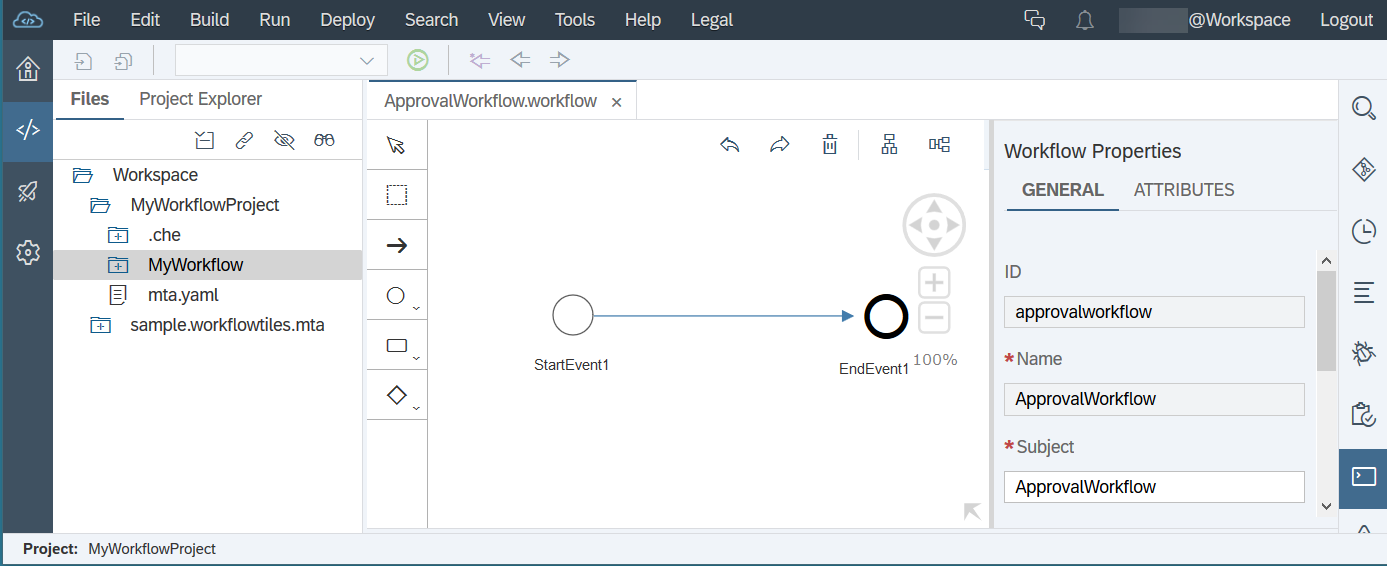 File Edit Build Run Deploy Search View Tools Help Legal @Workspace Logout
Files Project Explorer
ApprovalWorkflow.workflow ×
Workspace
MyWorkflowProject
.che
MyWorkflow
mta.yaml
sample.workflowtiles.mta
StartEvent1
EndEvent1
100%
Workflow Properties
GENERAL ATTRIBUTES
ID
approvalworkflow
*Name
ApprovalWorkflow
*Subject
ApprovalWorkflow
Project: MyWorkflowProject